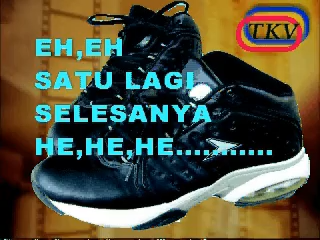 TKV
EH,EH
SATU LAGI
SELESANYA
HE,HE,HE...........